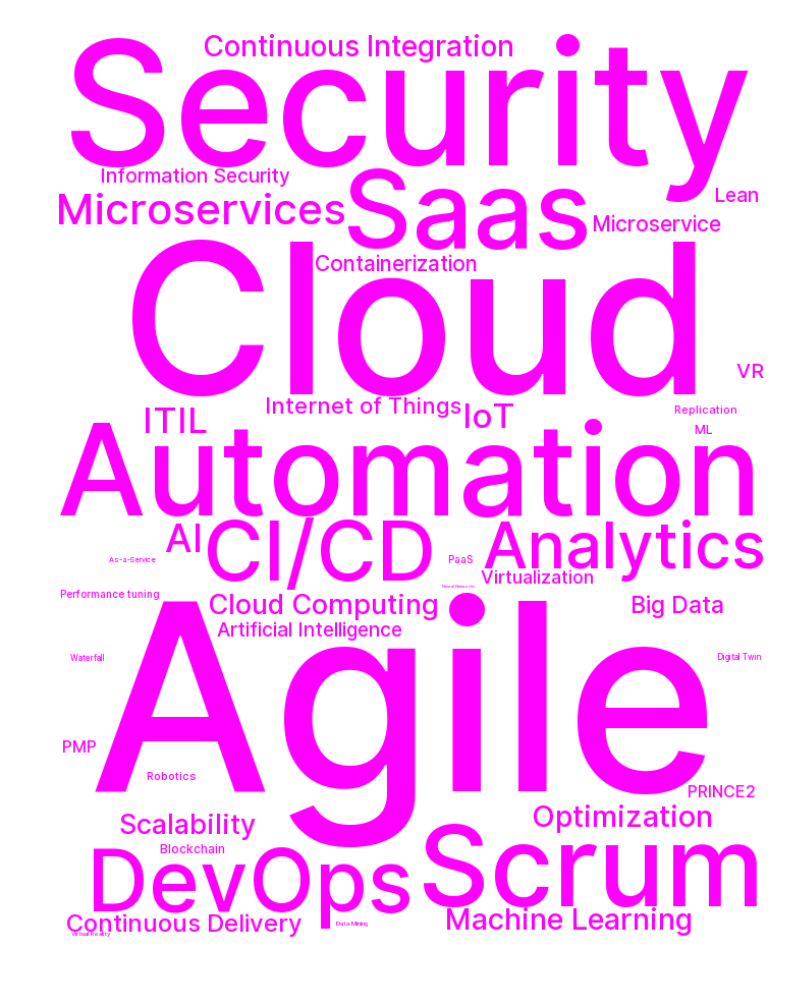 Continuous Integration
Security
Information Security
Lean
Microservices
Saas
Microservice
Cloud
Containerization
VR
Internet of Things
IoT
ITIL
Replication
ML
Automation
AI
CI/CD
Analytics
As-a-Service
PaaS
Virtualization
Neural Networks
Performance tuning
Cloud Computing
Big Data
Artificial Intelligence
Agile
Waterfall
Digital Twin
PMP
Robotics
PRINCE2
Scalability
Optimization
Blockchain
DevOps
Scrum
Continuous Delivery
Machine Learning
Data Mining
Virtual Reality